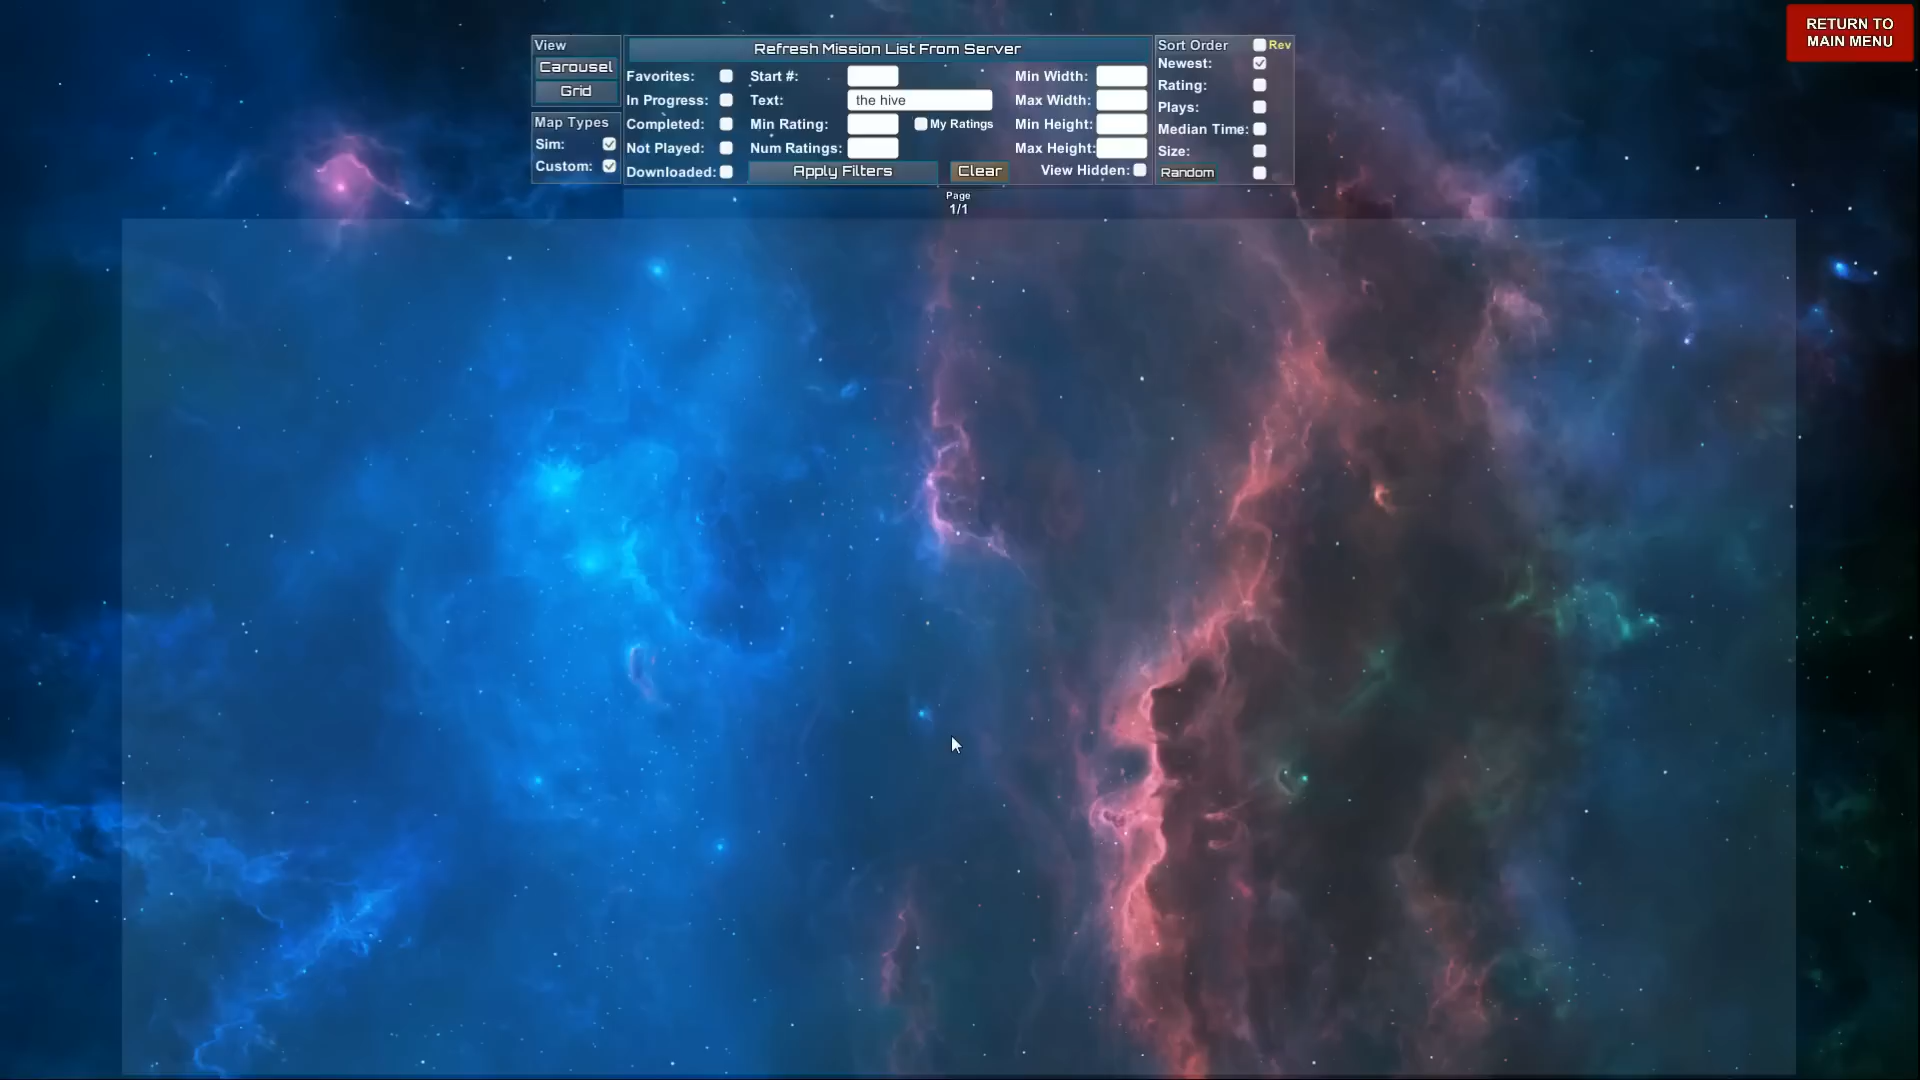 RETURN TO
MAIN MENU
View
Carousel
Grid
Map Types
Sim:
Custom:
Refresh Mission List From Server
Favorites:
In Progress:
Completed:
Not Played:
Downloaded:
Start #:
Text: the hive
Min Rating: My Ratings
Num Ratings:
Apply Filters Clear
Min Width:
Max Width:
Min Height:
Max Height:
View Hidden:
Sort Order Rev
Newest:
Rating:
Plays:
Median Time:
Size:
Random
Page
1/1